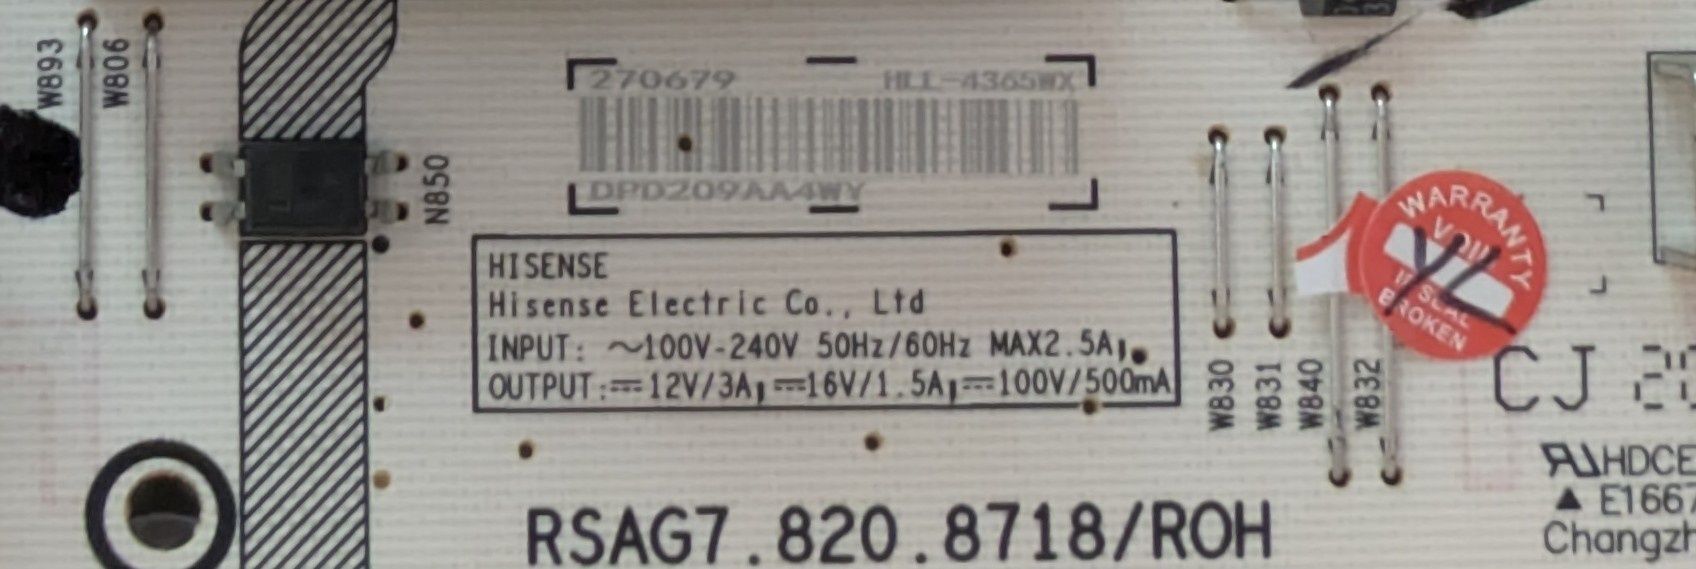 W893
W806
N850
270679 HLL-4365WX
DPD209AA4WY
HISENSE
Hisense Electric Co., Ltd
INPUT: ~100V-240V 50Hz/60Hz MAX2.5A,
OUTPUT:⎓12V/3A,⎓16V/1.5A,⎓100V/500mA
W830
W831
W840
W832
WARRANTY
VOID
IF SEAL
BROKEN
CJ
HDCE
▲ E1667
Changzh
RSAG7.820.8718/ROH